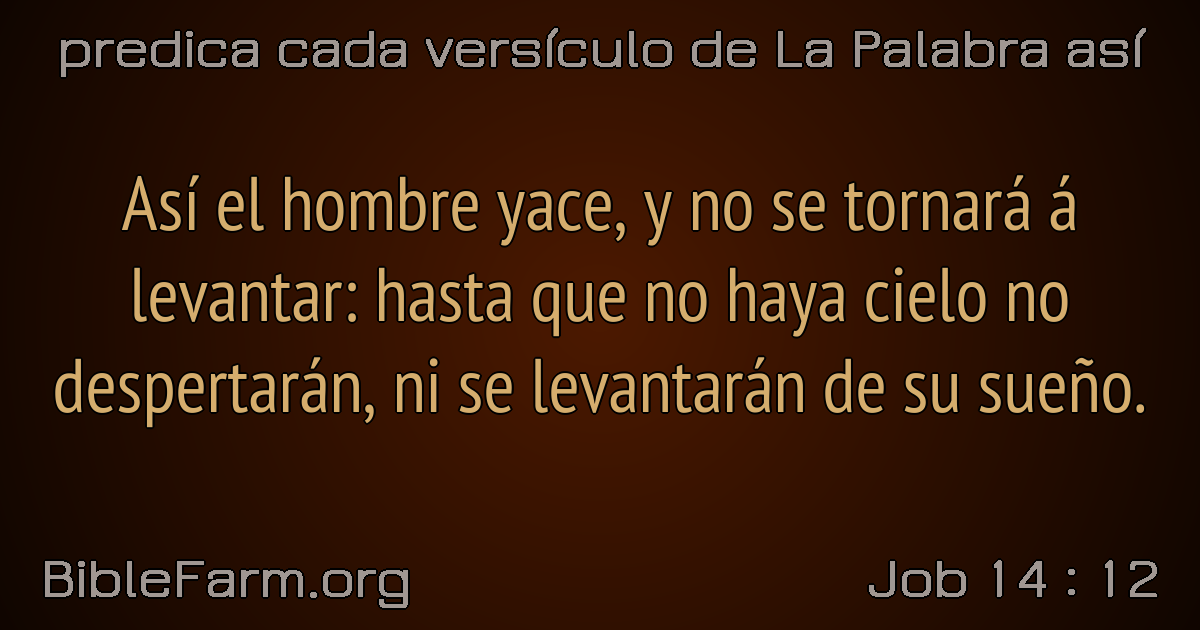 predica cada versículo de La Palabra así
Así el hombre yace, y no se tornará á
levantar: hasta que no haya cielo no
despertarán, ni se levantarán de su sueño.
BibleFarm.org
Job 14 : 12